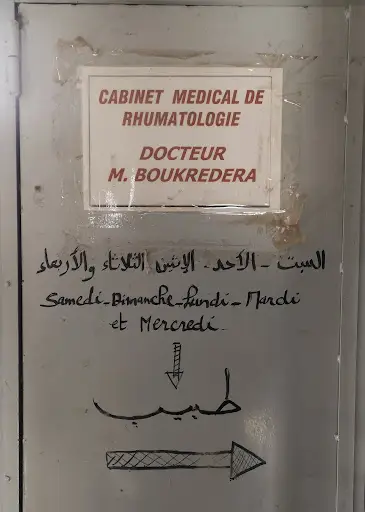 CABINET MEDICAL DE
RHUMATOLOGIE
DOCTEUR
M. BOUKREDERA
السبت - الأحد - الإثنين الثلاثاء والأربعاء
Samedi - Dimanche - Lundi - Mardi
et Mercredi
طبيب